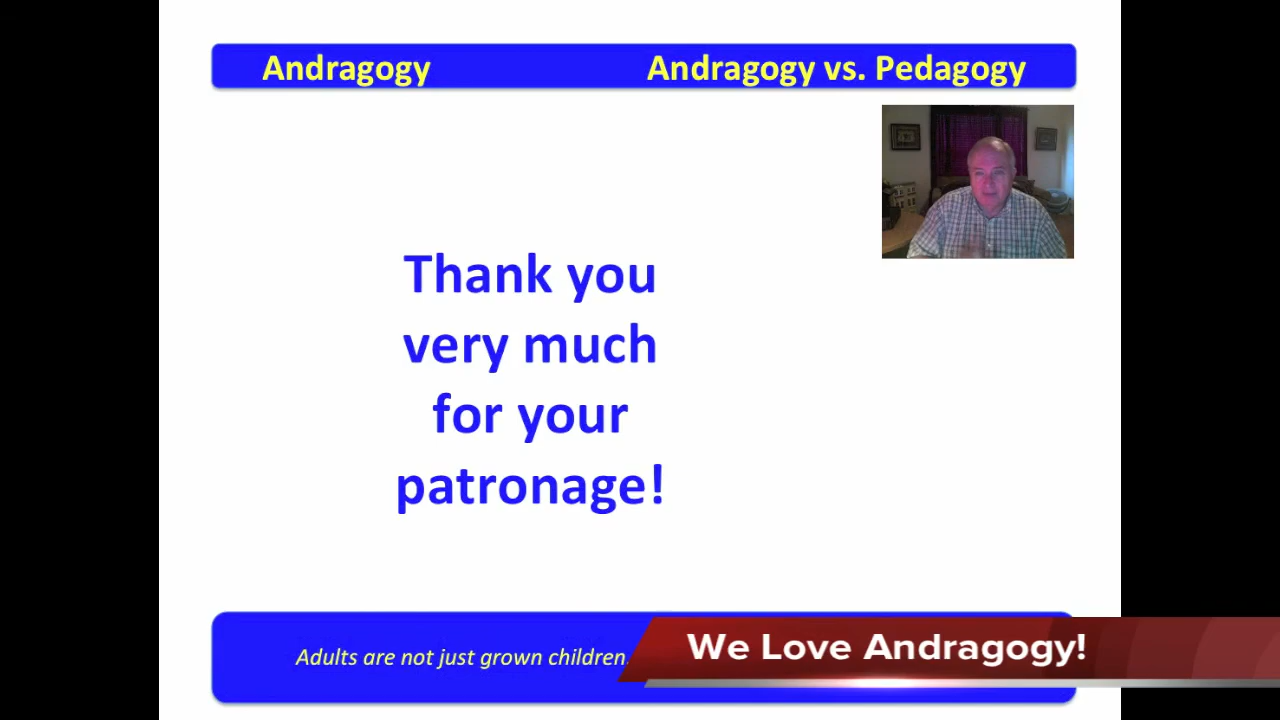 Andragogy Andragogy vs. Pedagogy
Thank you
very much
for your
patronage!
Adults are not just grown children.
We Love Andragogy!